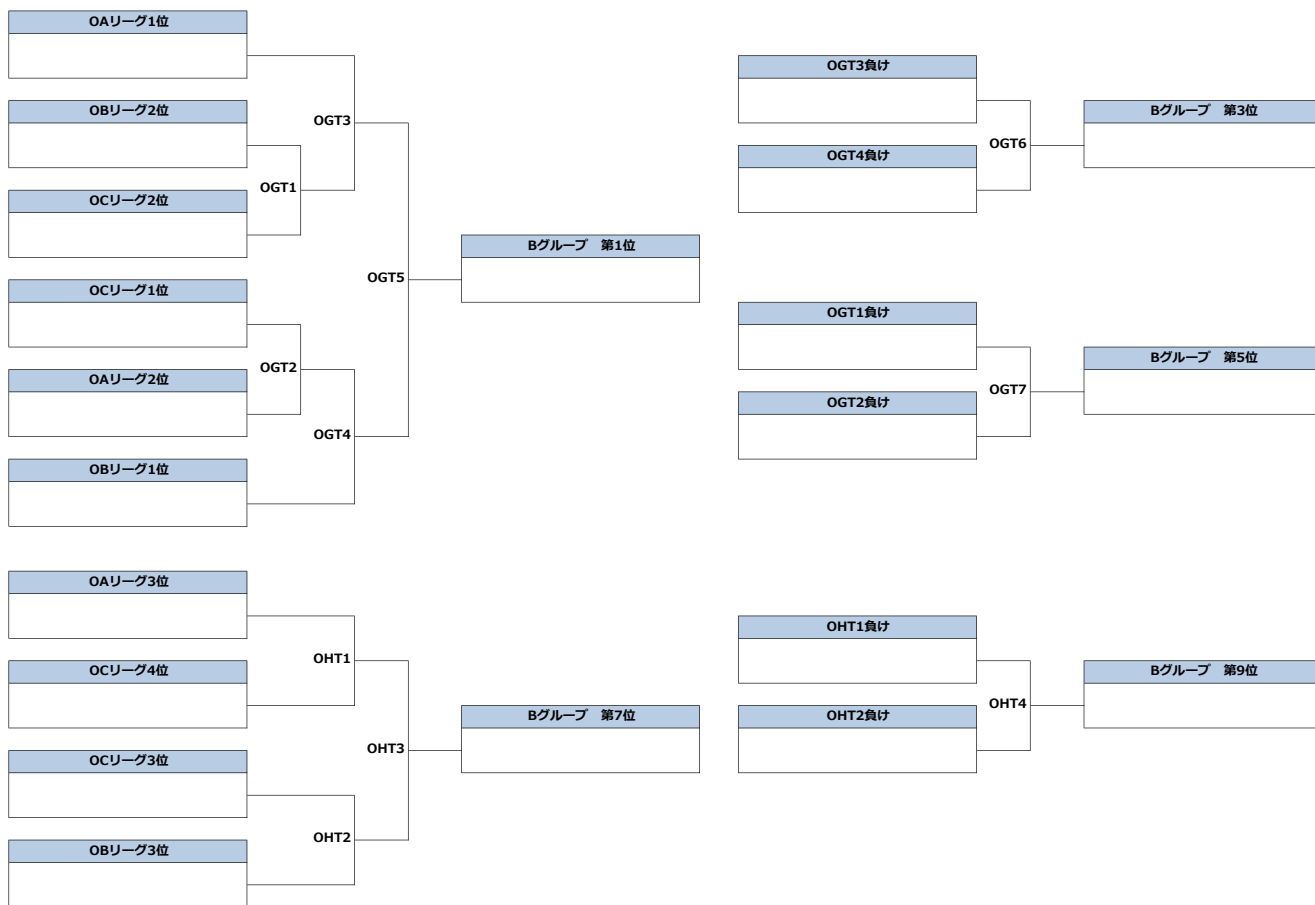 OAリーグ1位
OBリーグ2位
OCリーグ2位
OCリーグ1位
OAリーグ2位
OBリーグ1位
OGT1
OGT2
OGT3
OGT4
OGT5
Bグループ　第1位
OGT3負け
OGT4負け
OGT6
Bグループ　第3位
OGT1負け
OGT2負け
OGT7
Bグループ　第5位
OAリーグ3位
OCリーグ4位
OCリーグ3位
OBリーグ3位
OHT1
OHT2
OHT3
Bグループ　第7位
OHT1負け
OHT2負け
OHT4
Bグループ　第9位